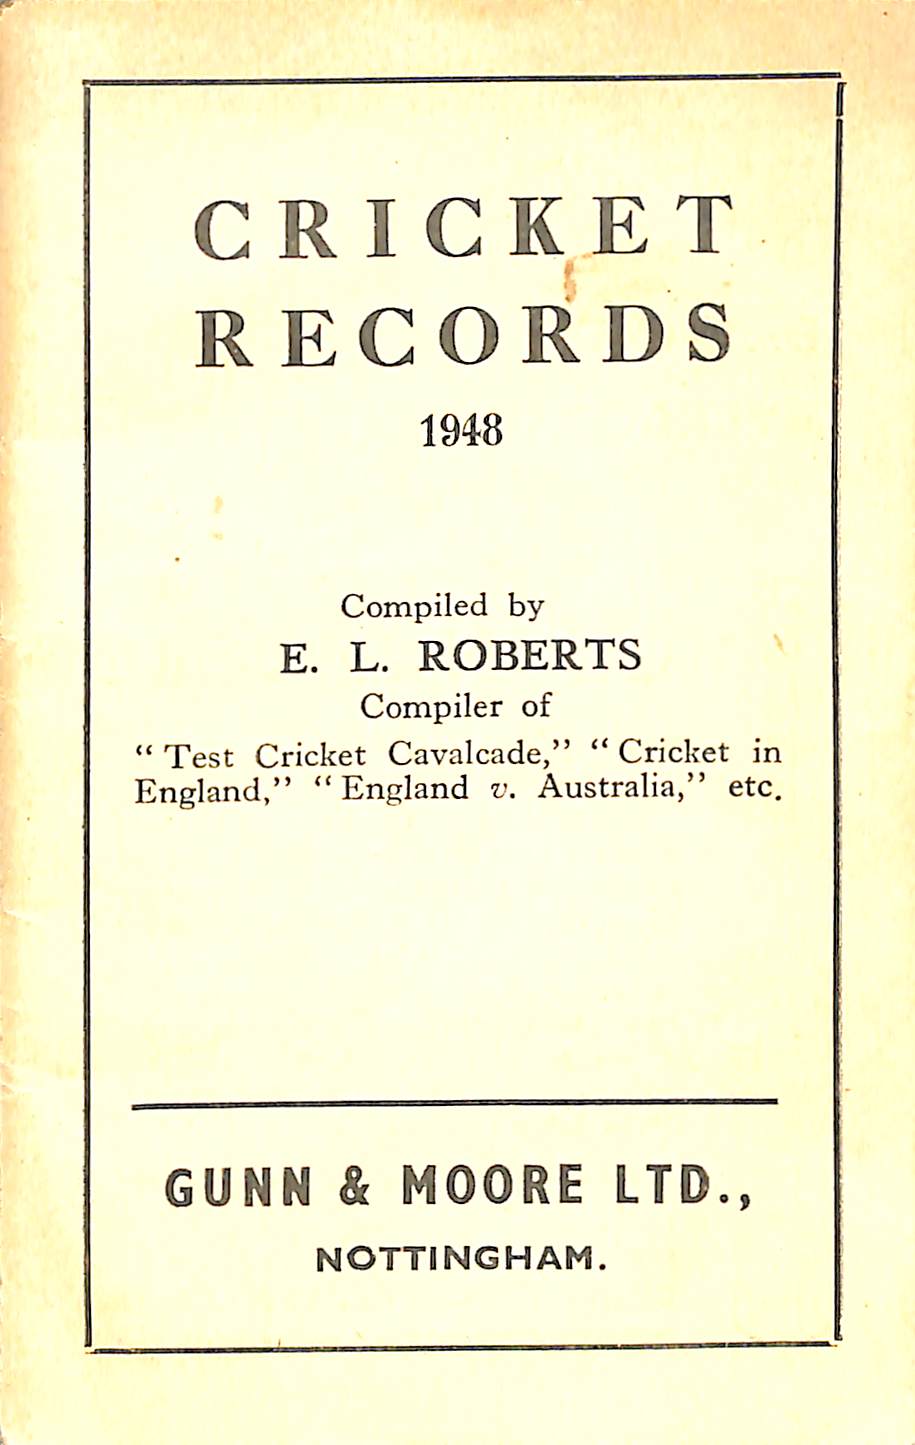 CRICKET
RECORDS
1948
Compiled by
E. L. ROBERTS
Compiler of
“ Test Cricket Cavalcade,” “ Cricket in
England,” “ England v. Australia,” etc.
GUNN & MOORE LTD.,
NOTTINGHAM.